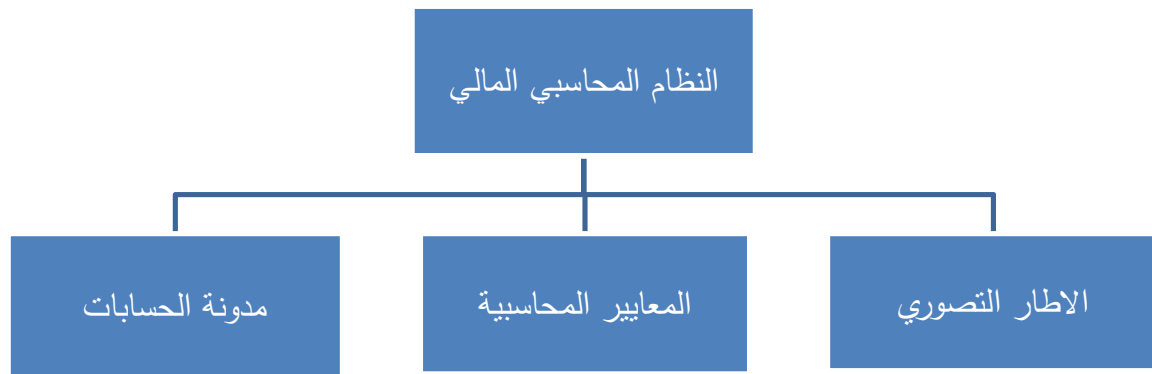 النظام المحاسبي المالي
الاطار التصوري
المعايير المحاسبية
مدونة الحسابات